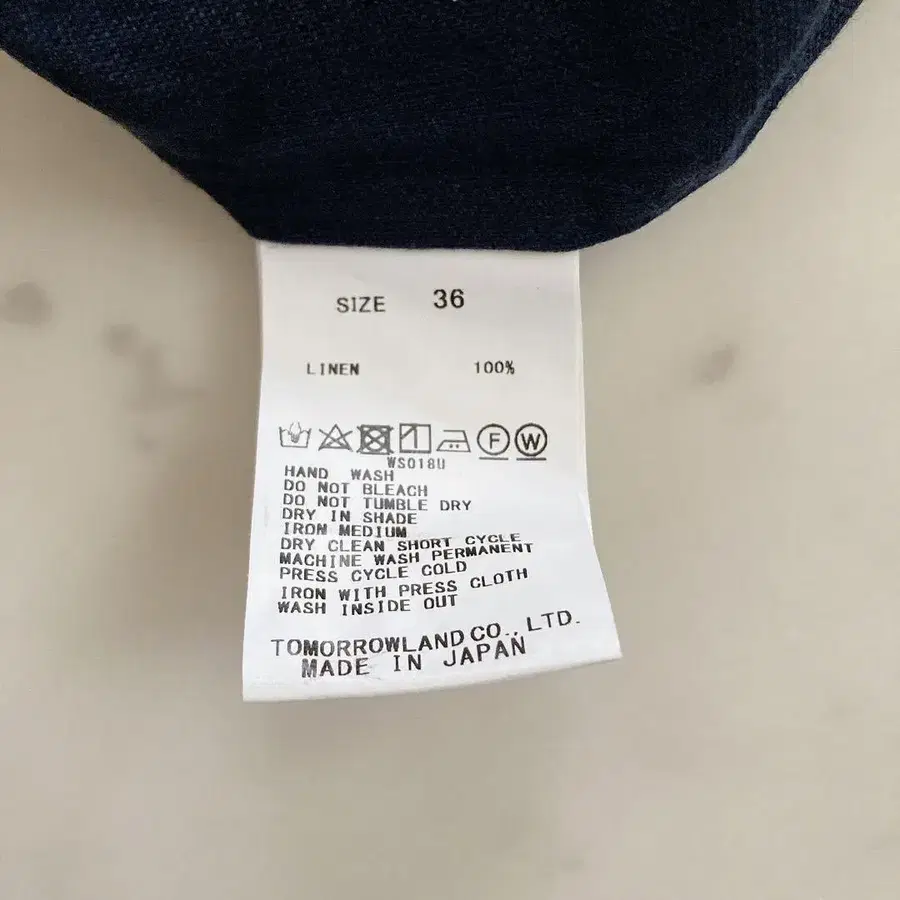 SIZE 36
LINEN 100%
F W
WS018U
HAND WASH
DO NOT BLEACH
DO NOT TUMBLE DRY
DRY IN SHADE
IRON MEDIUM
DRY CLEAN SHORT CYCLE
MACHINE WASH PERMANENT
PRESS CYCLE COLD
IRON WITH PRESS CLOTH
WASH INSIDE OUT
TOMORROWLAND CO., LTD.
MADE IN JAPAN